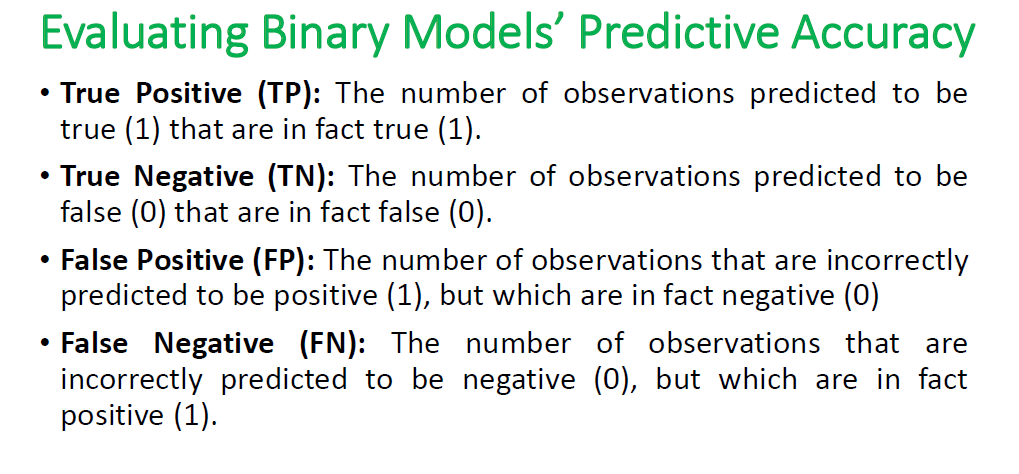 Evaluating Binary Models’ Predictive Accuracy
• True Positive (TP): The number of observations predicted to be
true (1) that are in fact true (1).
• True Negative (TN): The number of observations predicted to be
false (0) that are in fact false (0).
• False Positive (FP): The number of observations that are incorrectly
predicted to be positive (1), but which are in fact negative (0)
• False Negative (FN): The number of observations that are
incorrectly predicted to be negative (0), but which are in fact
positive (1).